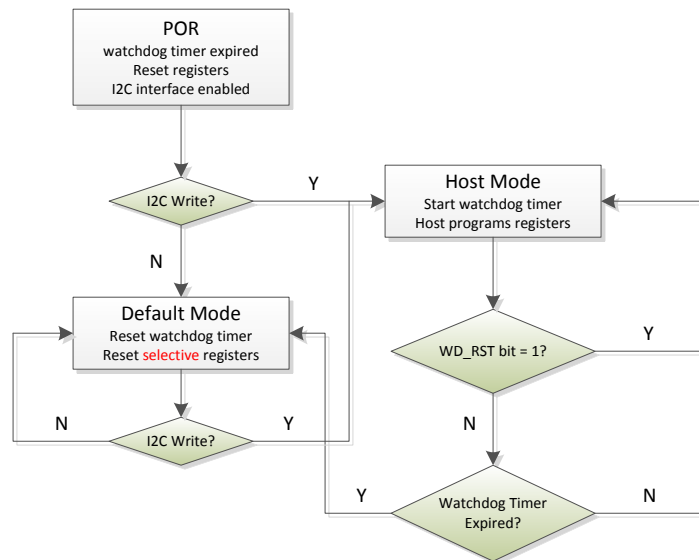 POR
watchdog timer expired
Reset registers
I2C interface enabled
I2C Write?
Y
Host Mode
Start watchdog timer
Host programs registers
N
Default Mode
Reset watchdog timer
Reset selective registers
WD_RST bit = 1?
Y
N
I2C Write?
Y
N
Y
Watchdog Timer
Expired?
N